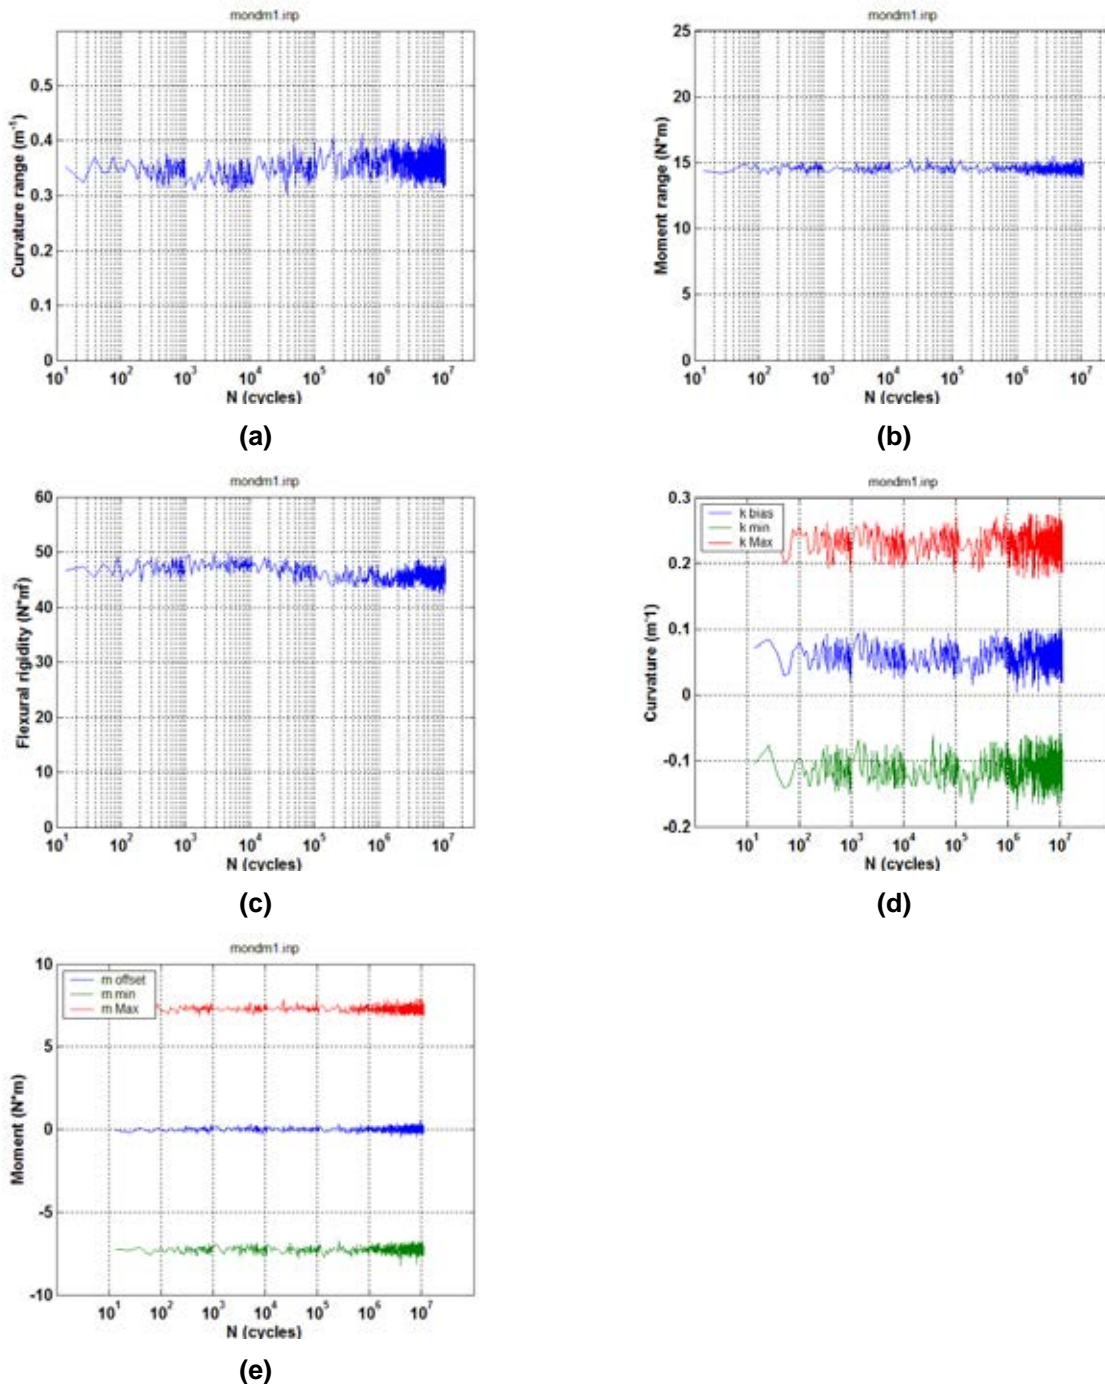 mondm1.inp
0.5
0.4
0.3
0.2
0.1
0
Curvature range (m⁻¹)
10¹ 10² 10³ 10⁴ 10⁵ 10⁶ 10⁷
N (cycles)
(a)
mondm1.inp
25
20
15
10
5
0
Moment range (N*m)
10¹ 10² 10³ 10⁴ 10⁵ 10⁶ 10⁷
N (cycles)
(b)
mondm1.inp
60
50
40
30
20
10
0
Flexural rigidity (N*m²)
10¹ 10² 10³ 10⁴ 10⁵ 10⁶ 10⁷
N (cycles)
(c)
mondm1.inp
k bias
k min
k Max
0.3
0.2
0.1
0
-0.1
-0.2
Curvature (m⁻¹)
10¹ 10² 10³ 10⁴ 10⁵ 10⁶ 10⁷
N (cycles)
(d)
mondm1.inp
m offset
m min
m Max
10
5
0
-5
-10
Moment (N*m)
10¹ 10² 10³ 10⁴ 10⁵ 10⁶ 10⁷
N (cycles)
(e)